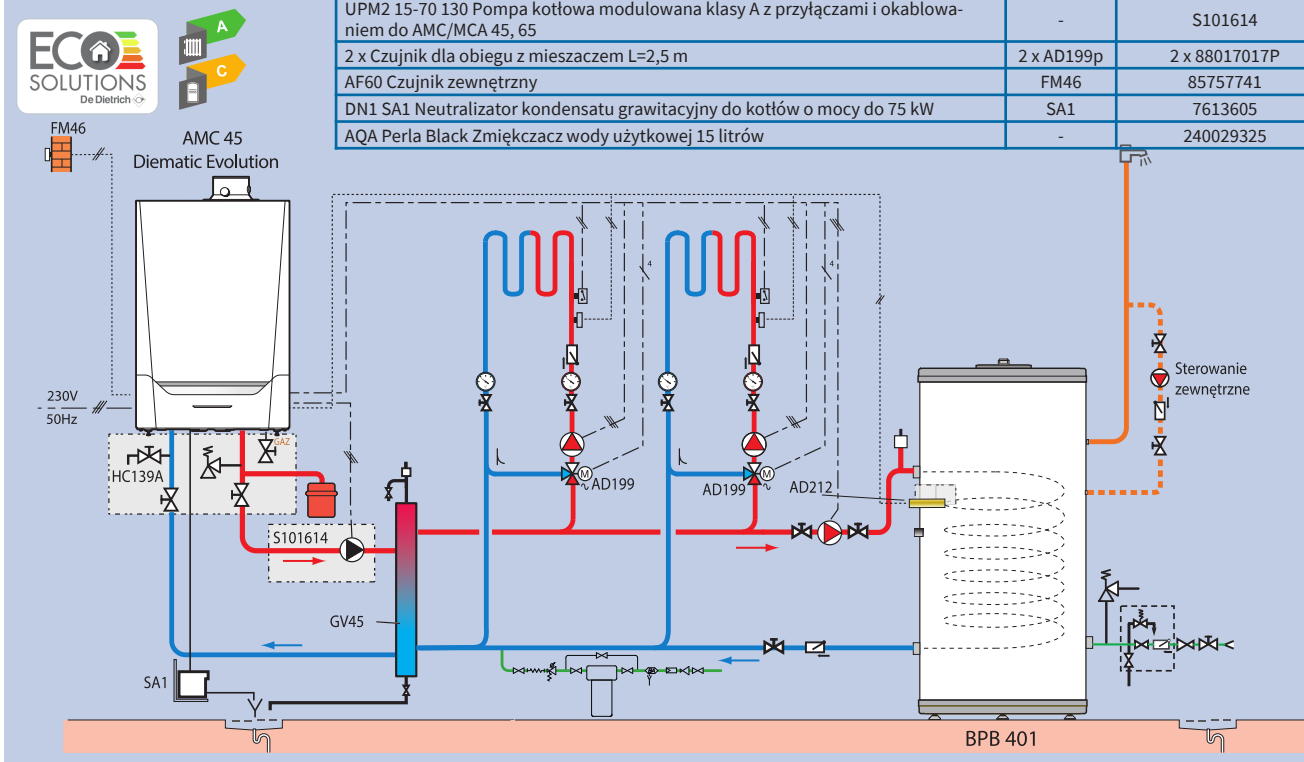 UPM2 15-70 130 Pompa kotłowa modulowana klasy A z przyłączami i okablowa-
niem do AMC/MCA 45, 65
-
S101614
2 x Czujnik dla obiegu z mieszaczem L=2,5 m
2 x AD199p
2 x 88017017P
AF60 Czujnik zewnętrzny
FM46
85757741
DN1 SA1 Neutralizator kondensatu grawitacyjny do kotłów o mocy do 75 kW
SA1
7613605
AQA Perla Black Zmiękczacz wody użytkowej 15 litrów
-
240029325
ECO
SOLUTIONS
De Dietrich
A
C
FM46
AMC 45
Diematic Evolution
4
4
230V
50Hz
Sterowanie
zewnętrzne
GAZ
HC139A
M
AD199
M
AD199
AD212
S101614
GV45
SA1
BPB 401